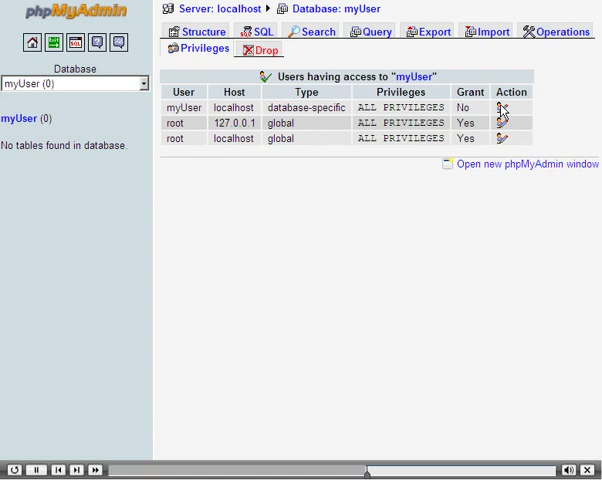 phpMyAdmin
Server: localhost Database: myUser
Structure SQL Search Query Export Import Operations
Privileges Drop
SQL
Database
myUser (0)
myUser (0)
No tables found in database.
Users having access to "myUser"
User Host Type Privileges Grant Action
myUser localhost database-specific ALL PRIVILEGES No
root 127.0.0.1 global ALL PRIVILEGES Yes
root localhost global ALL PRIVILEGES Yes
Open new phpMyAdmin window